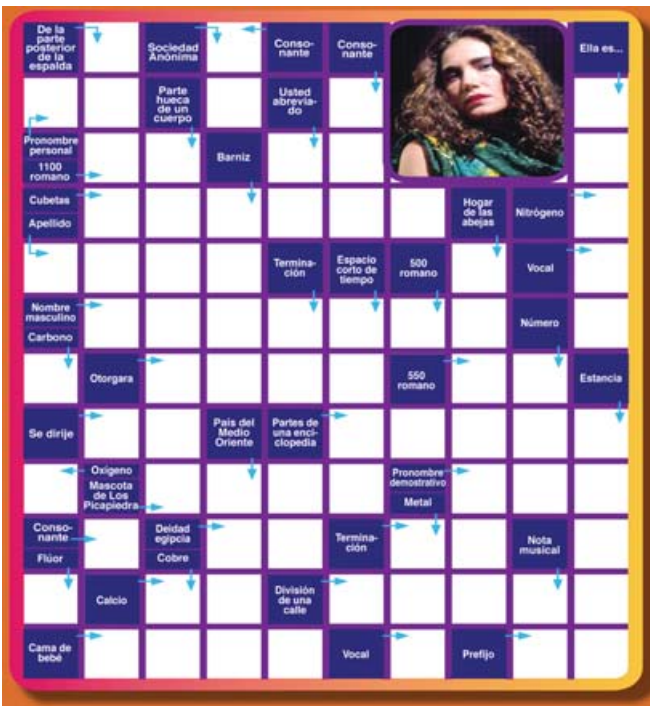 De la
parte
posterior
de la
espalda
Sociedad
Anónima
Conso-
nante
Conso-
nante
Ella es...
Parte
hueca
de un
cuerpo
Usted
abrevia-
do
Pronombre
personal
1100
romano
Barniz
Cubetas
Apellido
Hogar
de las
abejas
Nitrógeno
Termina-
ción
Espacio
corto de
tiempo
500
romano
Vocal
Nombre
masculino
Carbono
Número
Otorgara
550
romano
Estancia
Se dirije
País del
Medio
Oriente
Partes de
una enci-
clopedia
Oxígeno
Mascota
de Los
Picapiedra
Pronombre
demostrativo
Metal
Conso-
nante
Flúor
Deidad
egipcia
Cobre
Termina-
ción
Nota
musical
Calcio
División
de una
calle
Cama de
bebé
Vocal
Prefijo